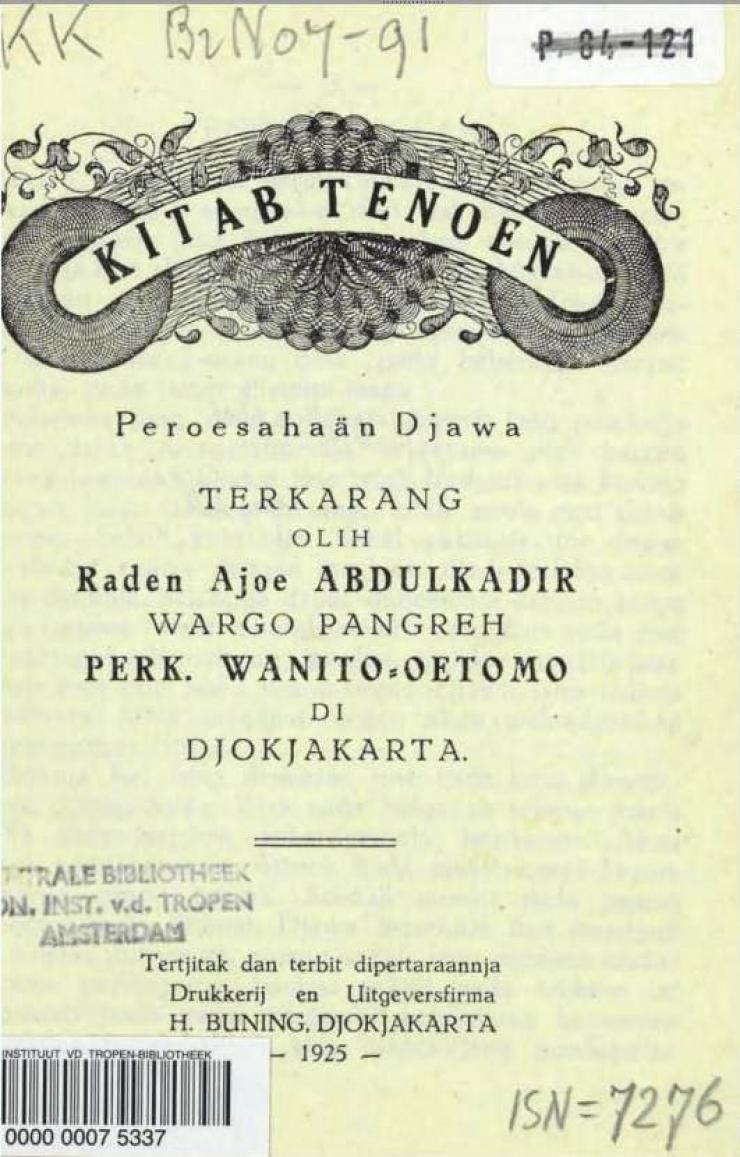 KK BrNo7-91
P. 84-121
KITAB TENOEN
Peroesahaän Djawa
TERKARANG
OLIH
Raden Ajoe ABDULKADIR
WARGO PANGREH
PERK. WANITO-OETOMO
DI
DJOKJAKARTA.
TRALE BIBLIOTHEEK
ON. INST. v.d. TROPEN
AMSTERDAM
Tertjitak dan terbit dipertaraannja
Drukkerij en Uitgeversfirma
H. BUNING, DJOKJAKARTA
– 1925 –
INSTITUUT VD TROPEN-BIBLIOTHEEK
0000 0007 5337
ISN=7276